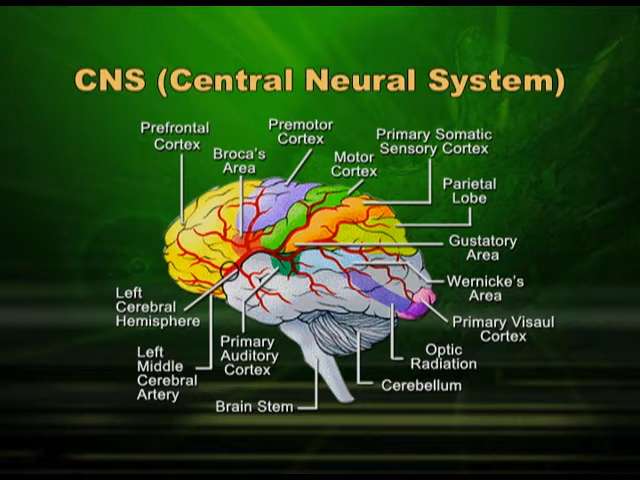 CNS (Central Neural System)
Prefrontal
Cortex
Broca's
Area
Premotor
Cortex
Motor
Cortex
Primary Somatic
Sensory Cortex
Parietal
Lobe
Gustatory
Area
Wernicke's
Area
Primary Visaul
Cortex
Optic
Radiation
Cerebellum
Left
Cerebral
Hemisphere
Primary
Auditory
Cortex
Left
Middle
Cerebral
Artery
Brain Stem